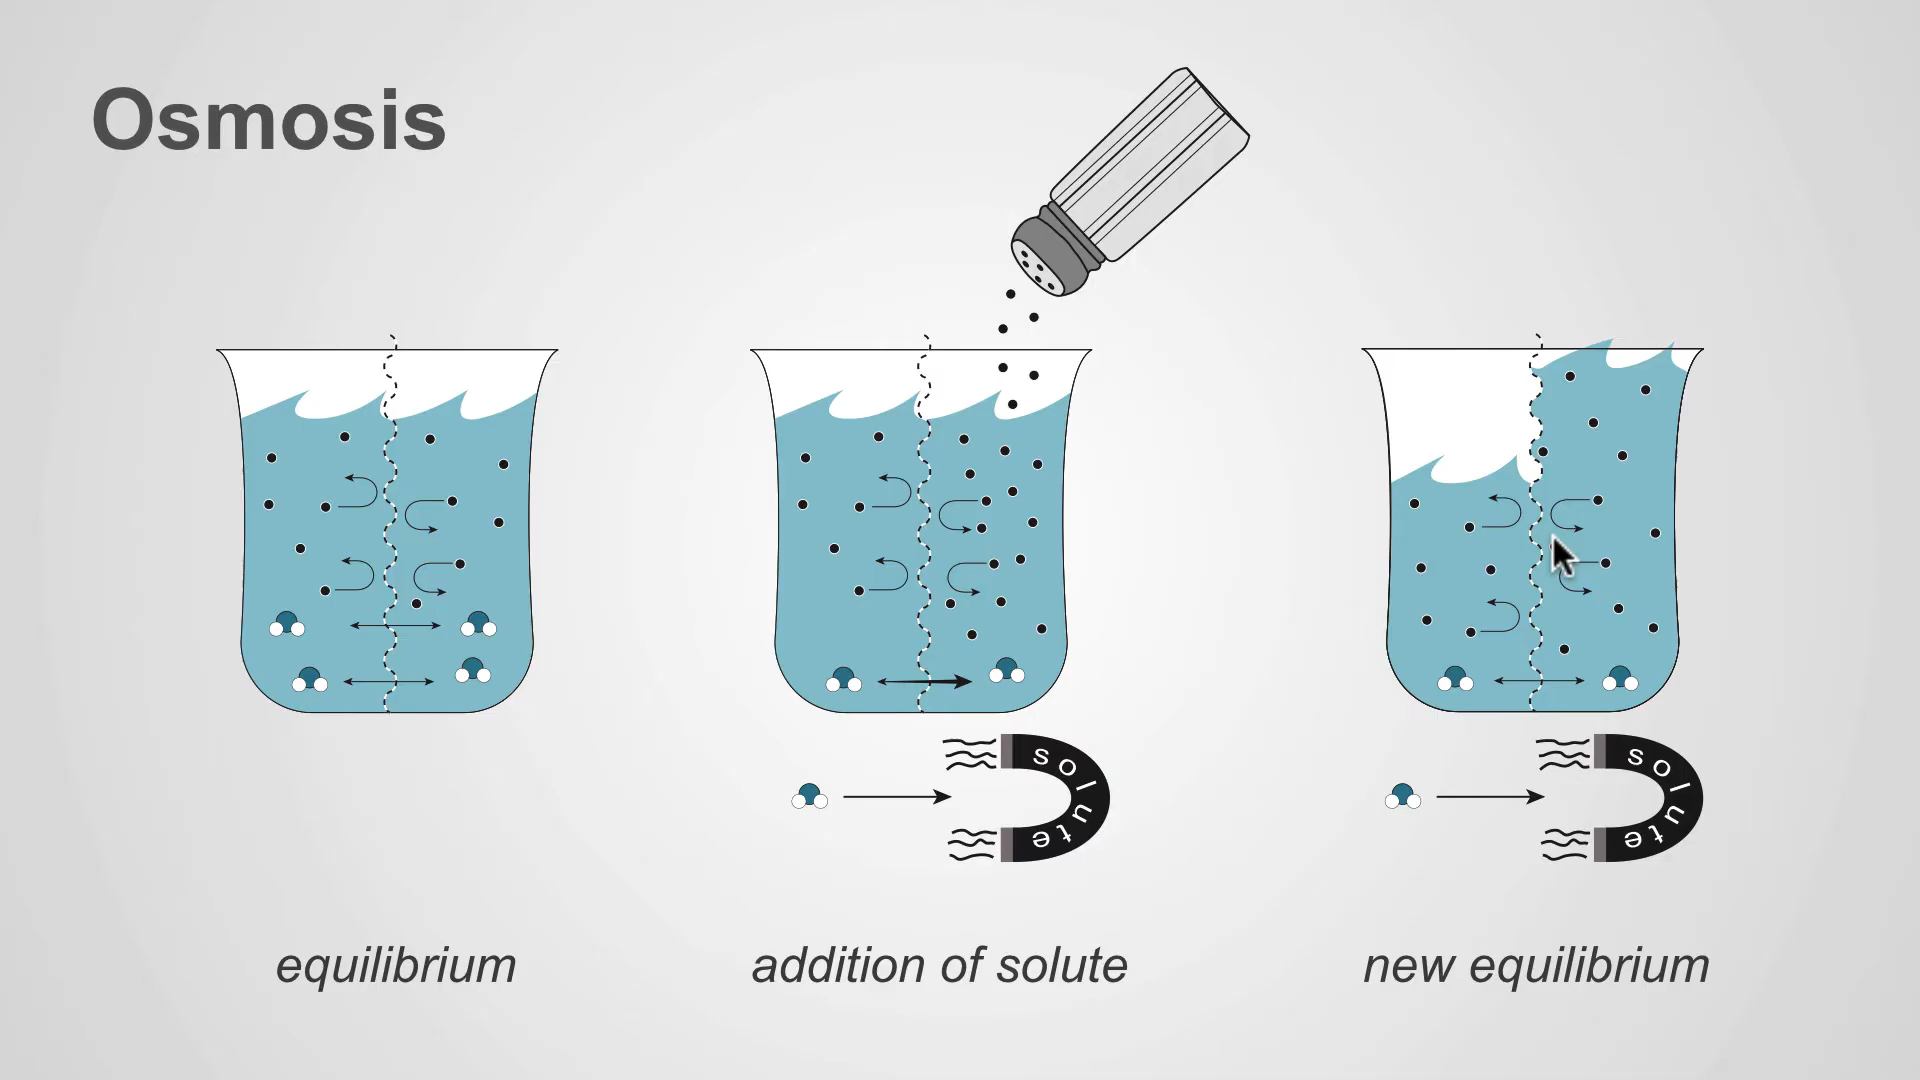 Osmosis
solute
solute
equilibrium
addition of solute
new equilibrium